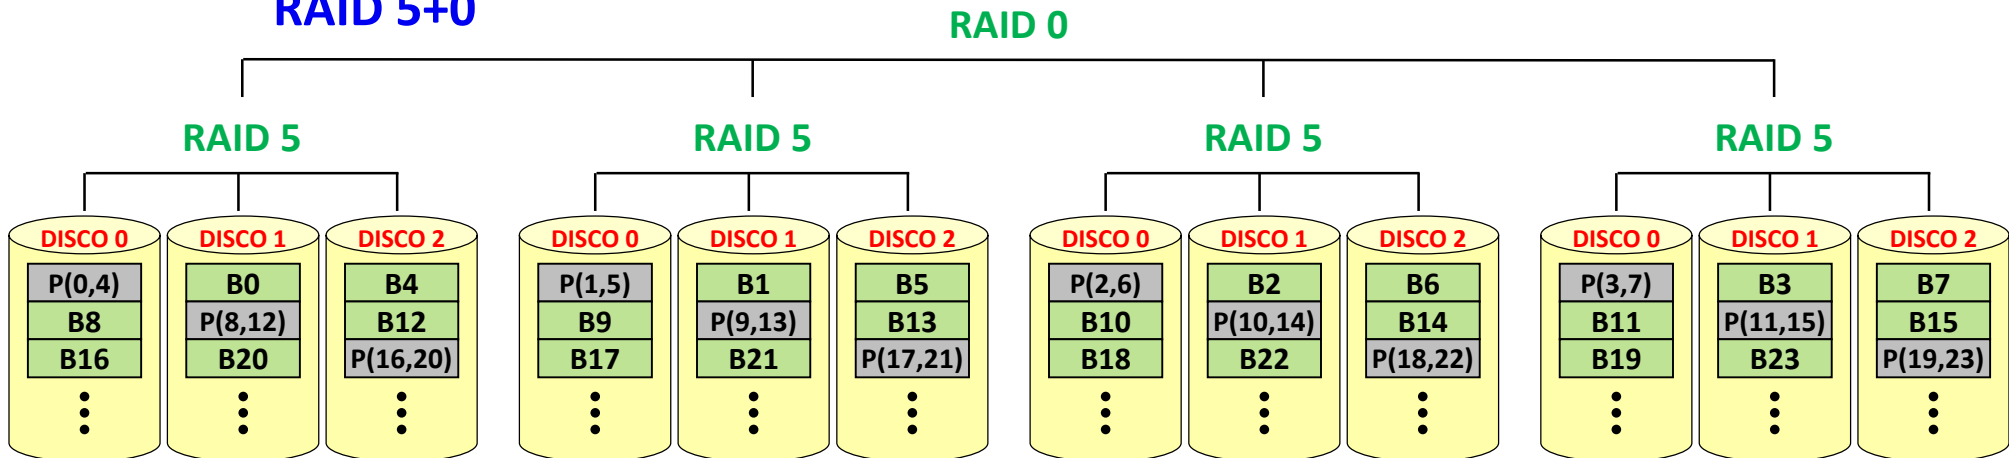 RAID 5+0
RAID 0
RAID 5 RAID 5 RAID 5 RAID 5
DISCO 0 DISCO 1 DISCO 2 DISCO 0 DISCO 1 DISCO 2 DISCO 0 DISCO 1 DISCO 2 DISCO 0 DISCO 1 DISCO 2
P(0,4) B0 B4 P(1,5) B1 B5 P(2,6) B2 B6 P(3,7) B3 B7
B8 P(8,12) B12 B9 P(9,13) B13 B10 P(10,14) B14 B11 P(11,15) B15
B16 B20 P(16,20) B17 B21 P(17,21) B18 B22 P(18,22) B19 B23 P(19,23)